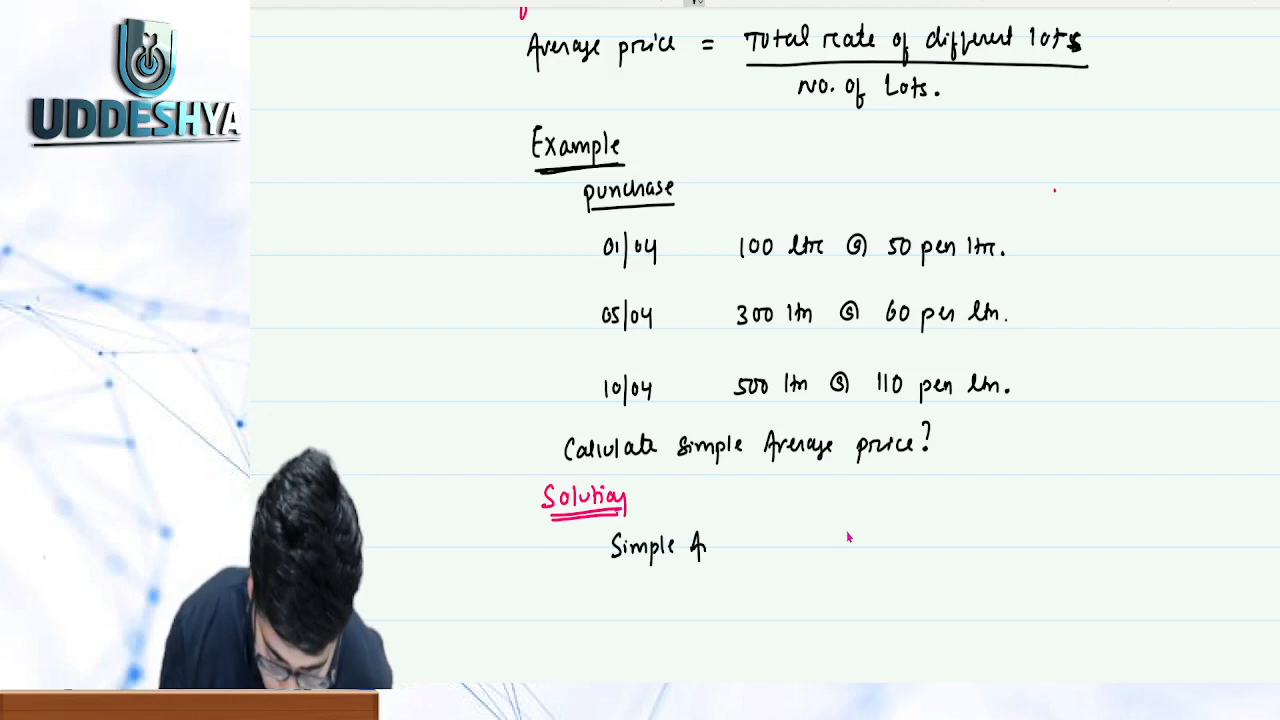 UDDESHYA
Average price = Total rate of different lots
No. of Lots.
Example
purchase
01/04 100 ltr @ 50 per ltr.
05/04 300 ltr @ 60 per ltr.
10/04 500 ltr @ 110 per ltr.
Calculate Simple Average price?
Solution
Simple A